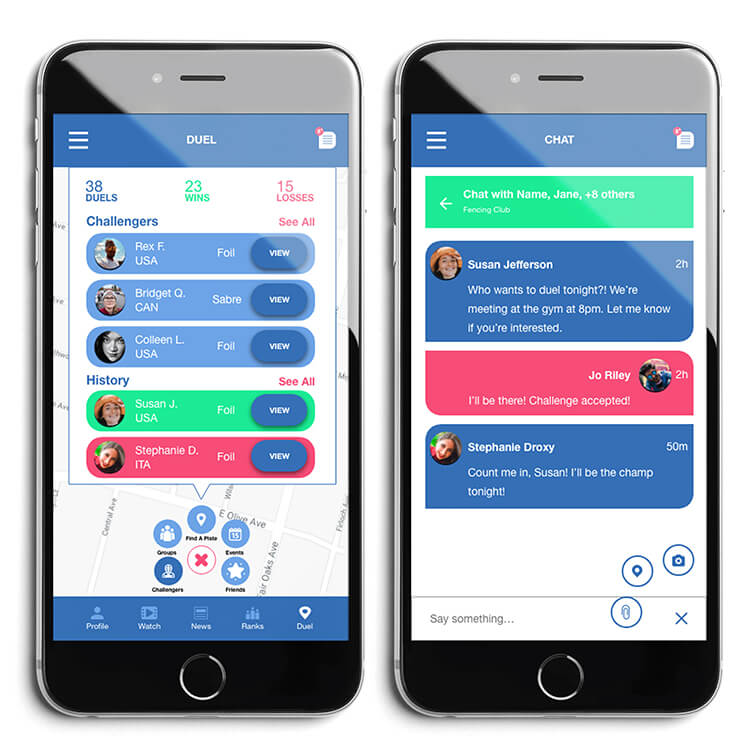 DUEL
8+
38
DUELS
23
WINS
15
LOSSES
Challengers
See All
Rex F.
USA
Foil
VIEW
Bridget Q.
CAN
Sabre
VIEW
Colleen L.
USA
Foil
VIEW
History
See All
Susan J.
USA
Foil
VIEW
Stephanie D.
ITA
Foil
VIEW
Ave
Ave
Central Ave
E Olive Ave
Fair Oaks Ave
Find A Piste
Groups
15
Events
Challengers
Friends
Profile
Watch
News
Ranks
Duel
CHAT
Chat with Name, Jane, +8 others
Fencing Club
Susan Jefferson
2h
Who wants to duel tonight?! We're
meeting at the gym at 8pm. Let me know
if you're interested.
Jo Riley
2h
I'll be there! Challenge accepted!
Stephanie Droxy
50m
Count me in, Susan! I'll be the champ
tonight!
Say something...